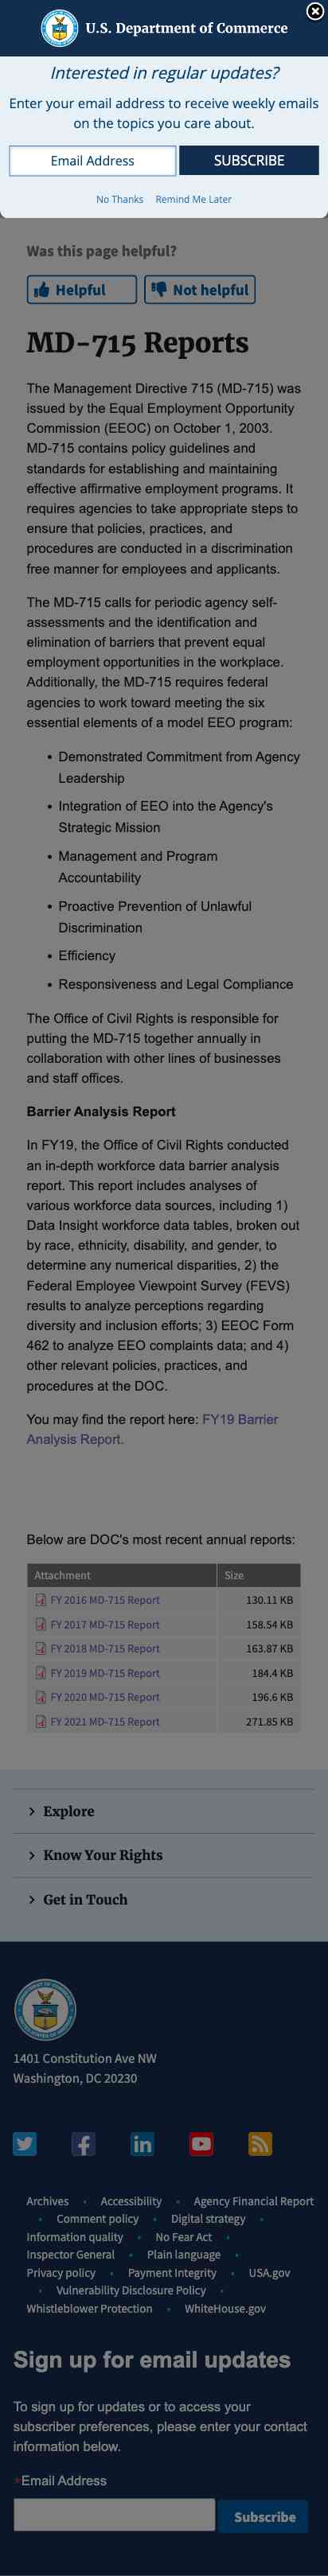 U.S. Department of Commerce
Interested in regular updates?
Enter your email address to receive weekly emails
on the topics you care about.
Email Address
SUBSCRIBE
No Thanks
Remind Me Later
Was this page helpful?
Helpful
Not helpful
MD-715 Reports
The Management Directive 715 (MD-715) was
issued by the Equal Employment Opportunity
Commission (EEOC) on October 1, 2003.
MD-715 contains policy guidelines and
standards for establishing and maintaining
effective affirmative employment programs. It
requires agencies to take appropriate steps to
ensure that policies, practices, and
procedures are conducted in a discrimination
free manner for employees and applicants.
The MD-715 calls for periodic agency self-
assessments and the identification and
elimination of barriers that prevent equal
employment opportunities in the workplace.
Additionally, the MD-715 requires federal
agencies to work toward meeting the six
essential elements of a model EEO program:
• Demonstrated Commitment from Agency
Leadership
• Integration of EEO into the Agency's
Strategic Mission
• Management and Program
Accountability
• Proactive Prevention of Unlawful
Discrimination
• Efficiency
• Responsiveness and Legal Compliance
The Office of Civil Rights is responsible for
putting the MD-715 together annually in
collaboration with other lines of businesses
and staff offices.
Barrier Analysis Report
In FY19, the Office of Civil Rights conducted
an in-depth workforce data barrier analysis
report. This report includes analyses of
various workforce data sources, including 1)
Data Insight workforce data tables, broken out
by race, ethnicity, disability, and gender, to
determine any numerical disparities, 2) the
Federal Employee Viewpoint Survey (FEVS)
results to analyze perceptions regarding
diversity and inclusion efforts; 3) EEOC Form
462 to analyze EEO complaints data; and 4)
other relevant policies, practices, and
procedures at the DOC.
You may find the report here: FY19 Barrier
Analysis Report.
Below are DOC's most recent annual reports:
Attachment Size
FY 2016 MD-715 Report 130.11 KB
FY 2017 MD-715 Report 158.54 KB
FY 2018 MD-715 Report 163.87 KB
FY 2019 MD-715 Report 184.4 KB
FY 2020 MD-715 Report 196.6 KB
FY 2021 MD-715 Report 271.85 KB
Explore
Know Your Rights
Get in Touch
1401 Constitution Ave NW
Washington, DC 20230
Archives • Accessibility • Agency Financial Report
• Comment policy • Digital strategy •
Information quality • No Fear Act •
Inspector General • Plain language •
Privacy policy • Payment Integrity • USA.gov
• Vulnerability Disclosure Policy •
Whistleblower Protection • WhiteHouse.gov
Sign up for email updates
To sign up for updates or to access your
subscriber preferences, please enter your contact
information below.
*Email Address
Subscribe